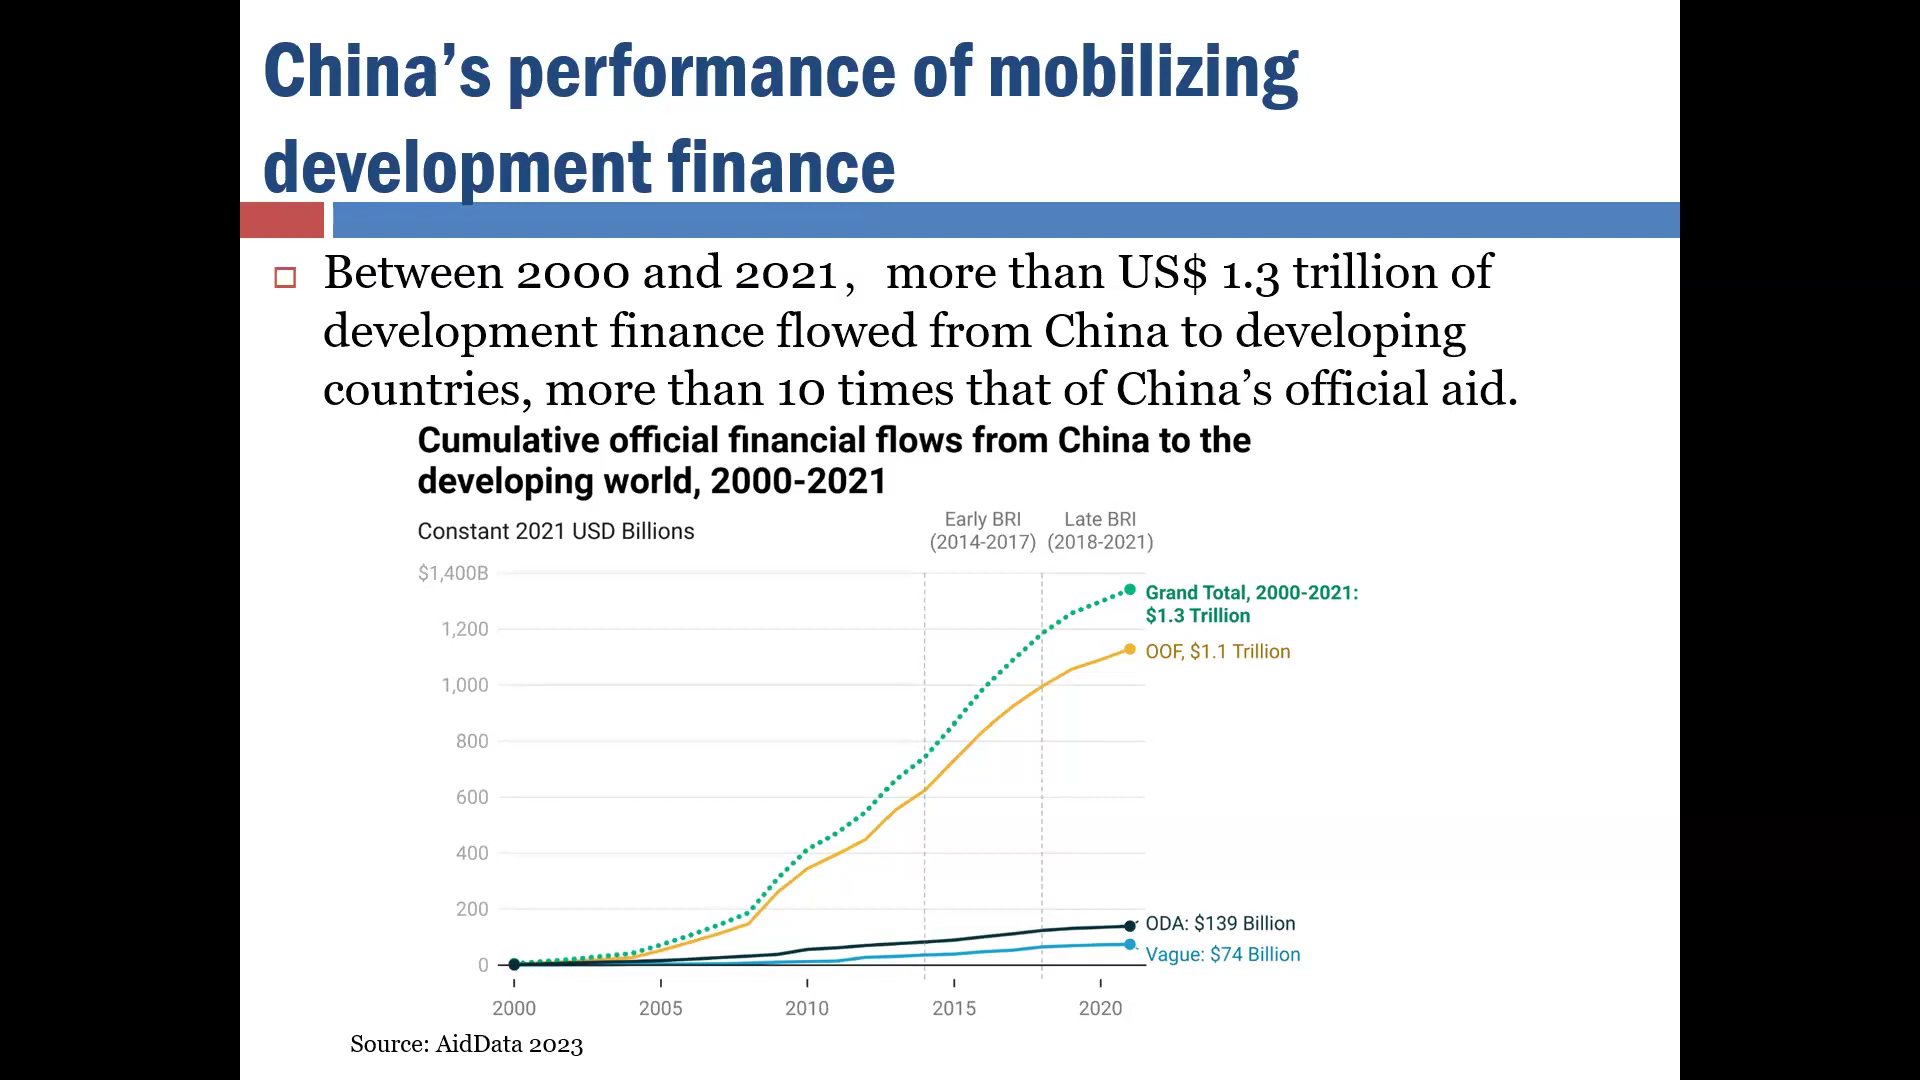 China’s performance of mobilizing
development finance
Between 2000 and 2021， more than US$ 1.3 trillion of
development finance flowed from China to developing
countries, more than 10 times that of China’s official aid.
Cumulative official financial flows from China to the
developing world, 2000-2021
Constant 2021 USD Billions
Early BRI
(2014-2017)
Late BRI
(2018-2021)
$1,400B
1,200
1,000
800
600
400
200
0
Grand Total, 2000-2021:
$1.3 Trillion
OOF, $1.1 Trillion
ODA: $139 Billion
Vague: $74 Billion
2000
2005
2010
2015
2020
Source: AidData 2023